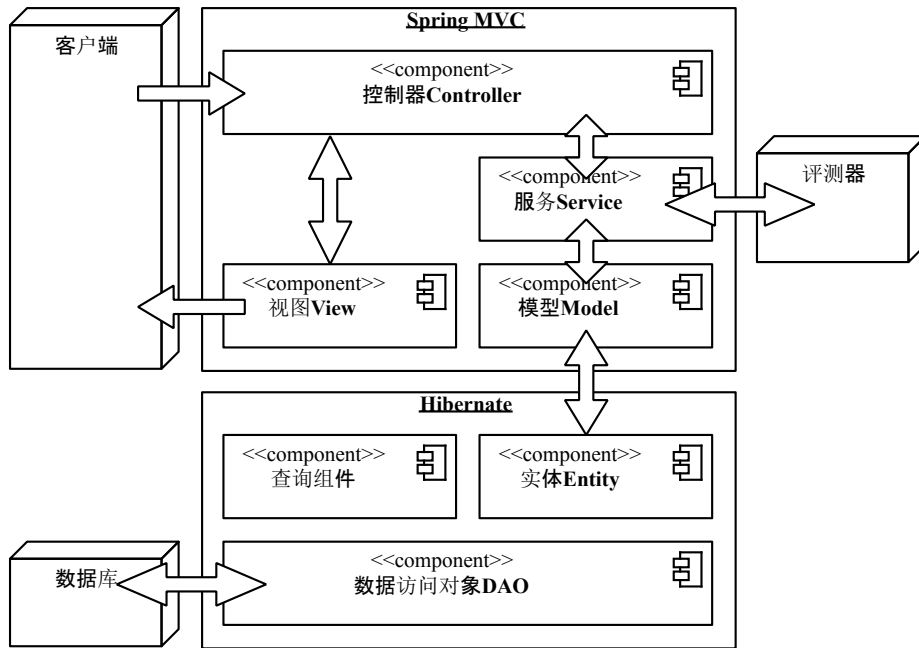 Spring MVC
客户端
<<component>>
控制器Controller
<<component>>
服务Service
评测器
<<component>>
视图View
<<component>>
模型Model
Hibernate
<<component>>
查询组件
<<component>>
实体Entity
数据库
<<component>>
数据访问对象DAO